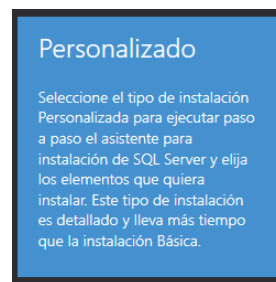 Personalizado
Seleccione el tipo de instalación
Personalizada para ejecutar paso
a paso el asistente para
instalación de SQL Server y elija
los elementos que quiera
instalar. Este tipo de instalación
es detallado y lleva más tiempo
que la instalación Básica.